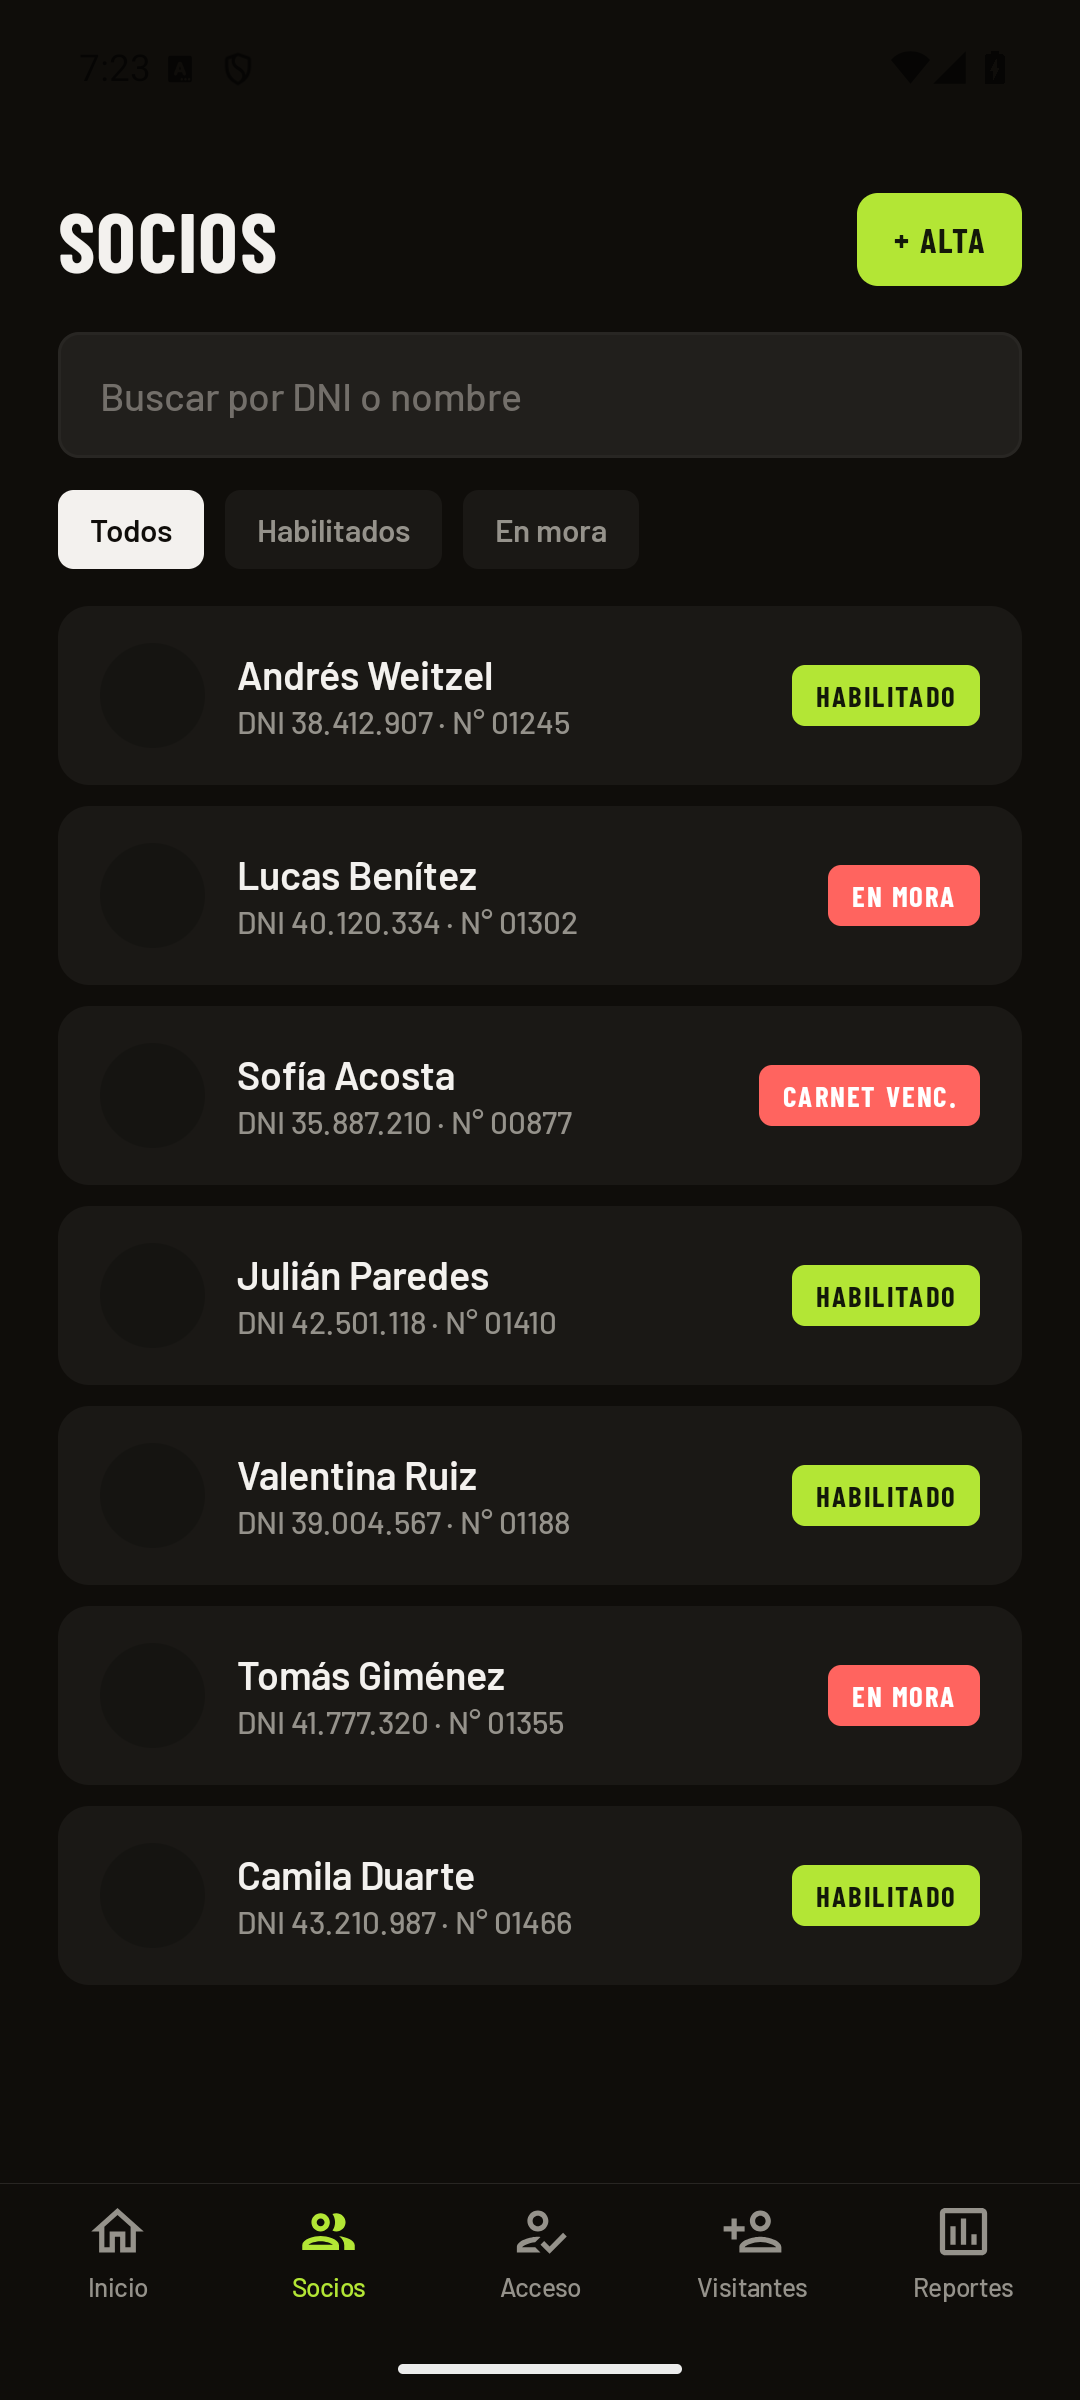 7:23
SOCIOS
+ ALTA
Buscar por DNI o nombre
Todos
Habilitados
En mora
Andrés Weitzel
DNI 38.412.907 · N° 01245
HABILITADO
Lucas Benítez
DNI 40.120.334 · N° 01302
EN MORA
Sofía Acosta
DNI 35.887.210 · N° 00877
CARNET VENC.
Julián Paredes
DNI 42.501.118 · N° 01410
HABILITADO
Valentina Ruiz
DNI 39.004.567 · N° 01188
HABILITADO
Tomás Giménez
DNI 41.777.320 · N° 01355
EN MORA
Camila Duarte
DNI 43.210.987 · N° 01466
HABILITADO
Inicio
Socios
Acceso
Visitantes
Reportes